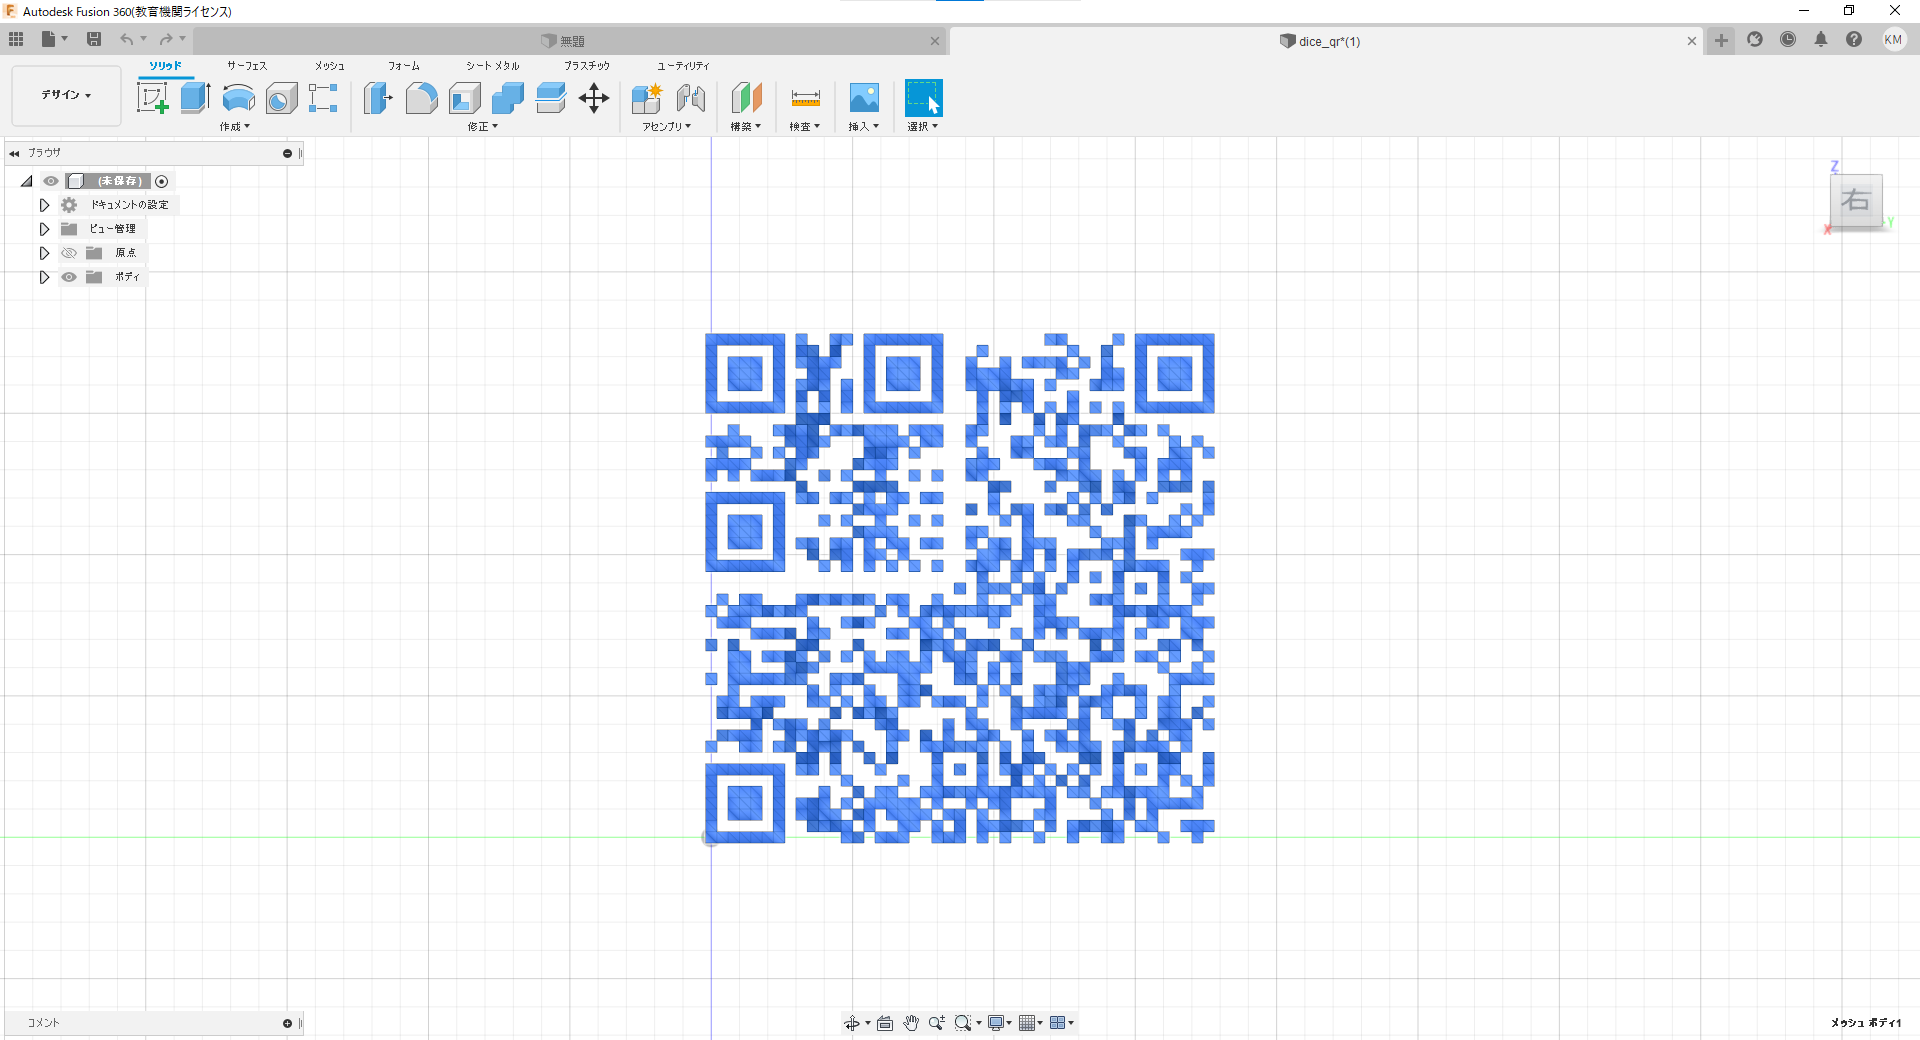 Autodesk Fusion 360(教育機関ライセンス)
無題
dice_qr*(1)
KM
デザイン
ソリッド サーフェス メッシュ フォーム シート メタル プラスチック ユーティリティ
作成 修正 アセンブリ 構築 検査 挿入 選択
ブラウザ
(未保存)
ドキュメントの設定
ビュー管理
原点
ボディ
Z
右
Y
X
コメント
メッシュ ボディ1